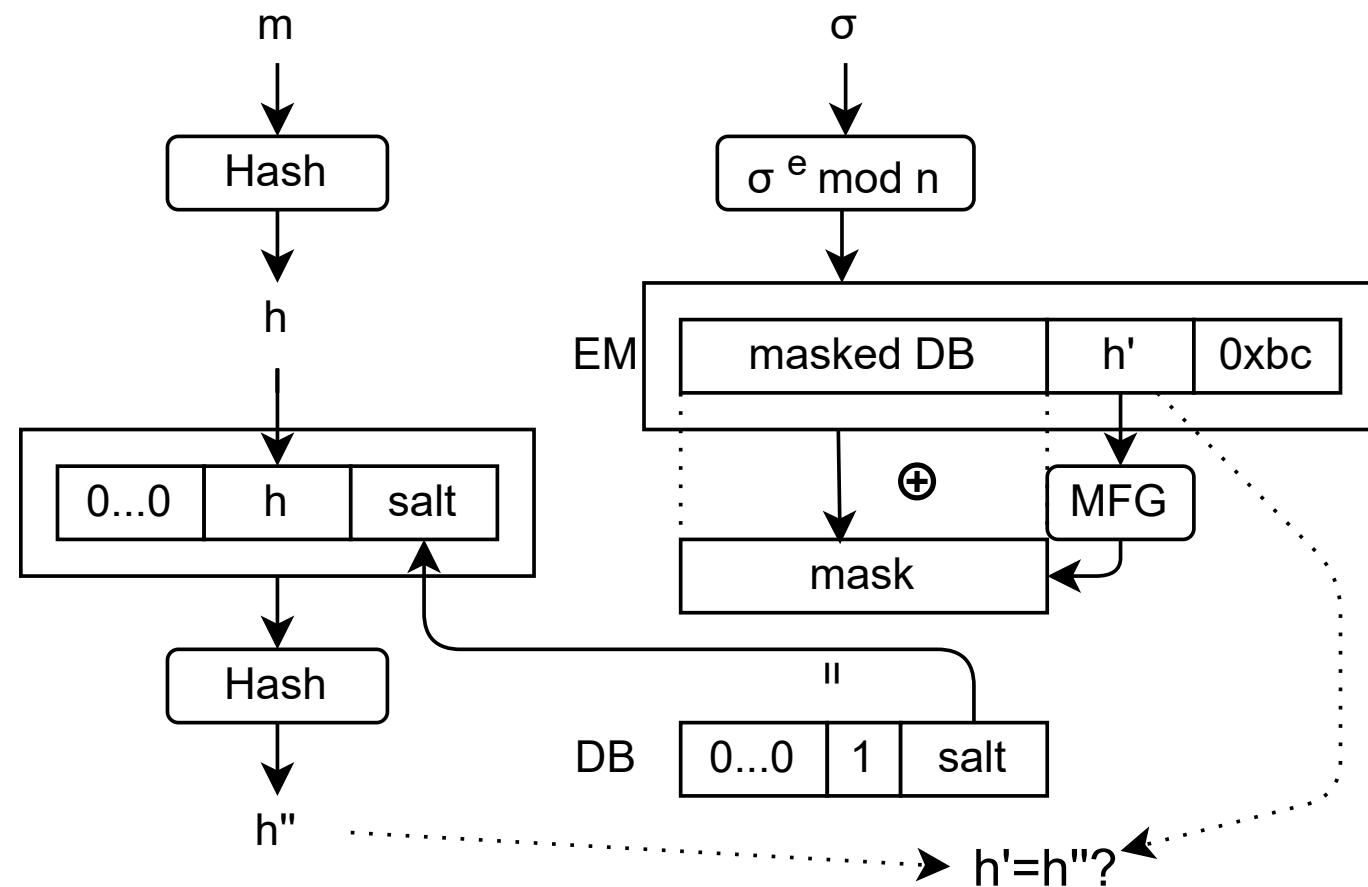 m
σ
Hash
σ e mod n
h
EM
masked DB
h'
0xbc
0...0
h
salt
⊕
MFG
mask
Hash
=
DB
0...0
1
salt
h"
h'=h"?